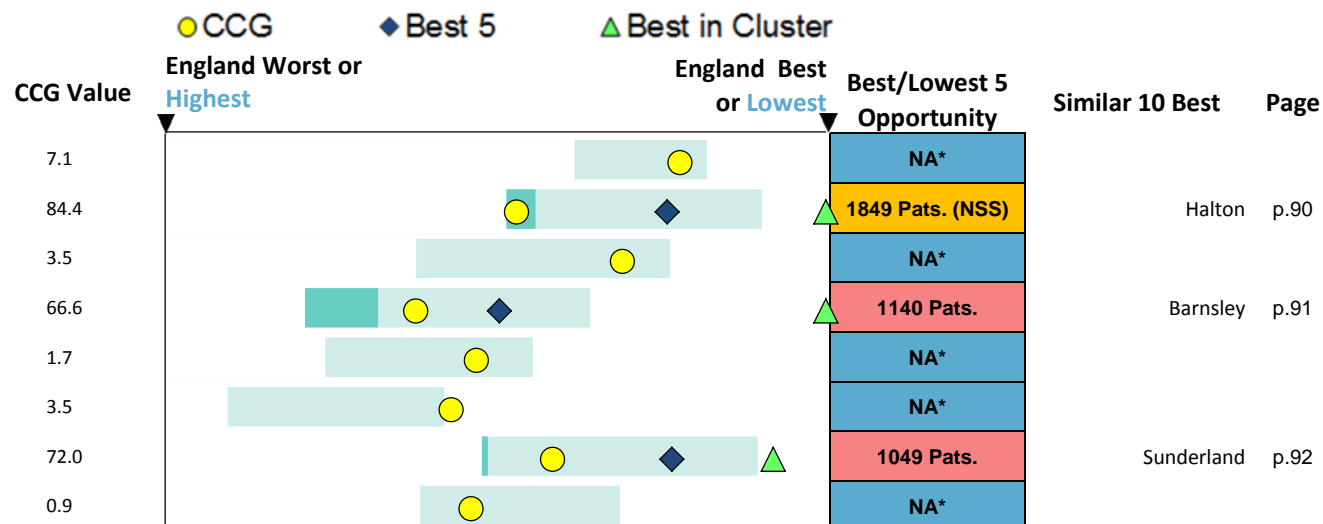 CCG Best 5 Best in Cluster
CCG Value England Worst or Highest England Best or Lowest Best/Lowest 5 Opportunity Similar 10 Best Page
7.1 NA*
84.4 1849 Pats. (NSS) Halton p.90
3.5 NA*
66.6 1140 Pats. Barnsley p.91
1.7 NA*
3.5 NA*
72.0 1049 Pats. Sunderland p.92
0.9 NA*